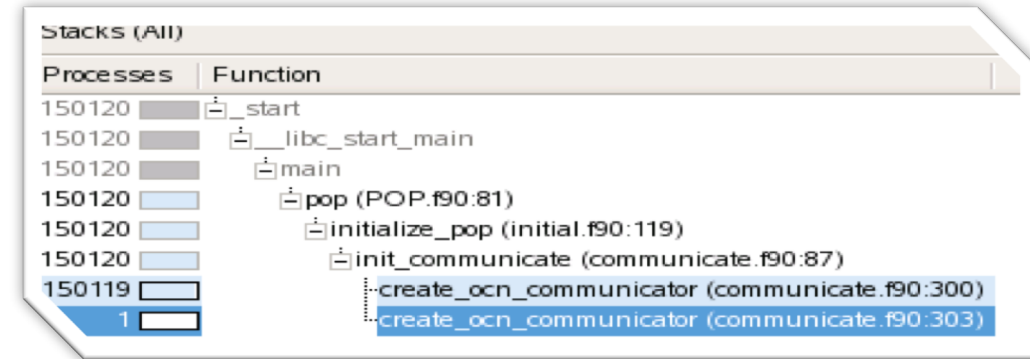 Stacks (All)
Processes Function
150120 _start
150120 __libc_start_main
150120 main
150120 pop (POP.f90:81)
150120 initialize_pop (initial.f90:119)
150120 init_communicate (communicate.f90:87)
150119 create_ocn_communicator (communicate.f90:300)
1 create_ocn_communicator (communicate.f90:303)